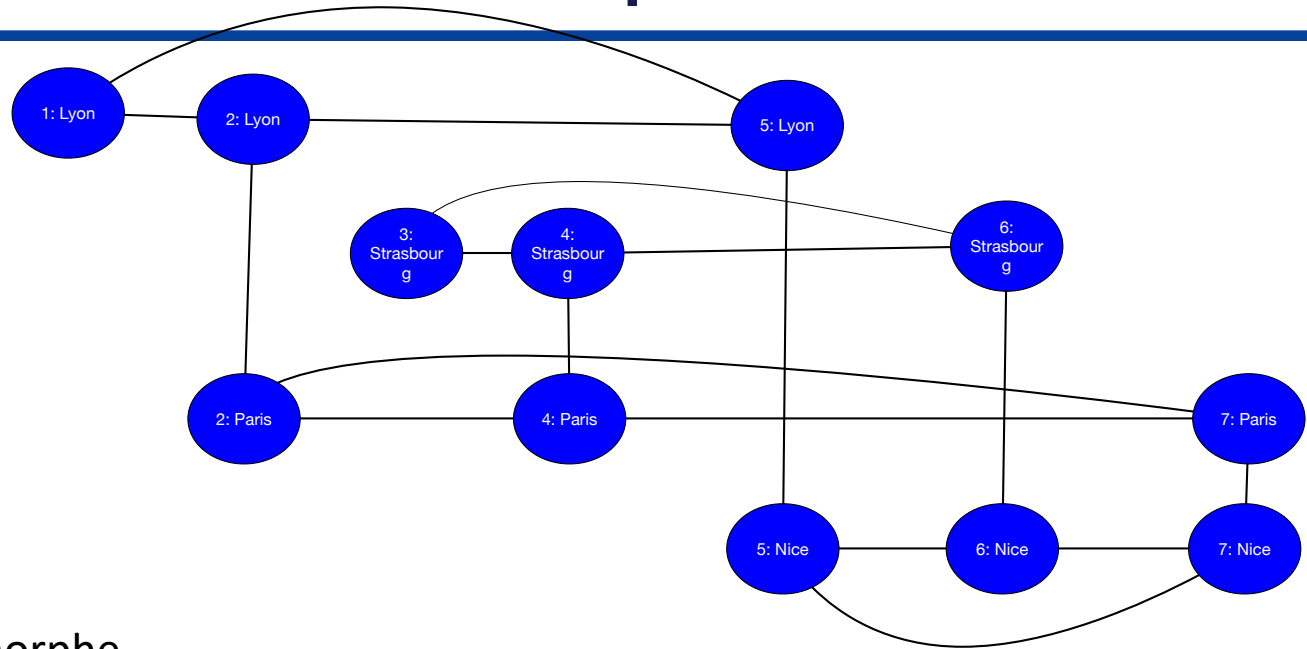 1: Lyon
2: Lyon
5: Lyon
3:
Strasbour
g
4:
Strasbour
g
6:
Strasbour
g
2: Paris
4: Paris
7: Paris
5: Nice
6: Nice
7: Nice